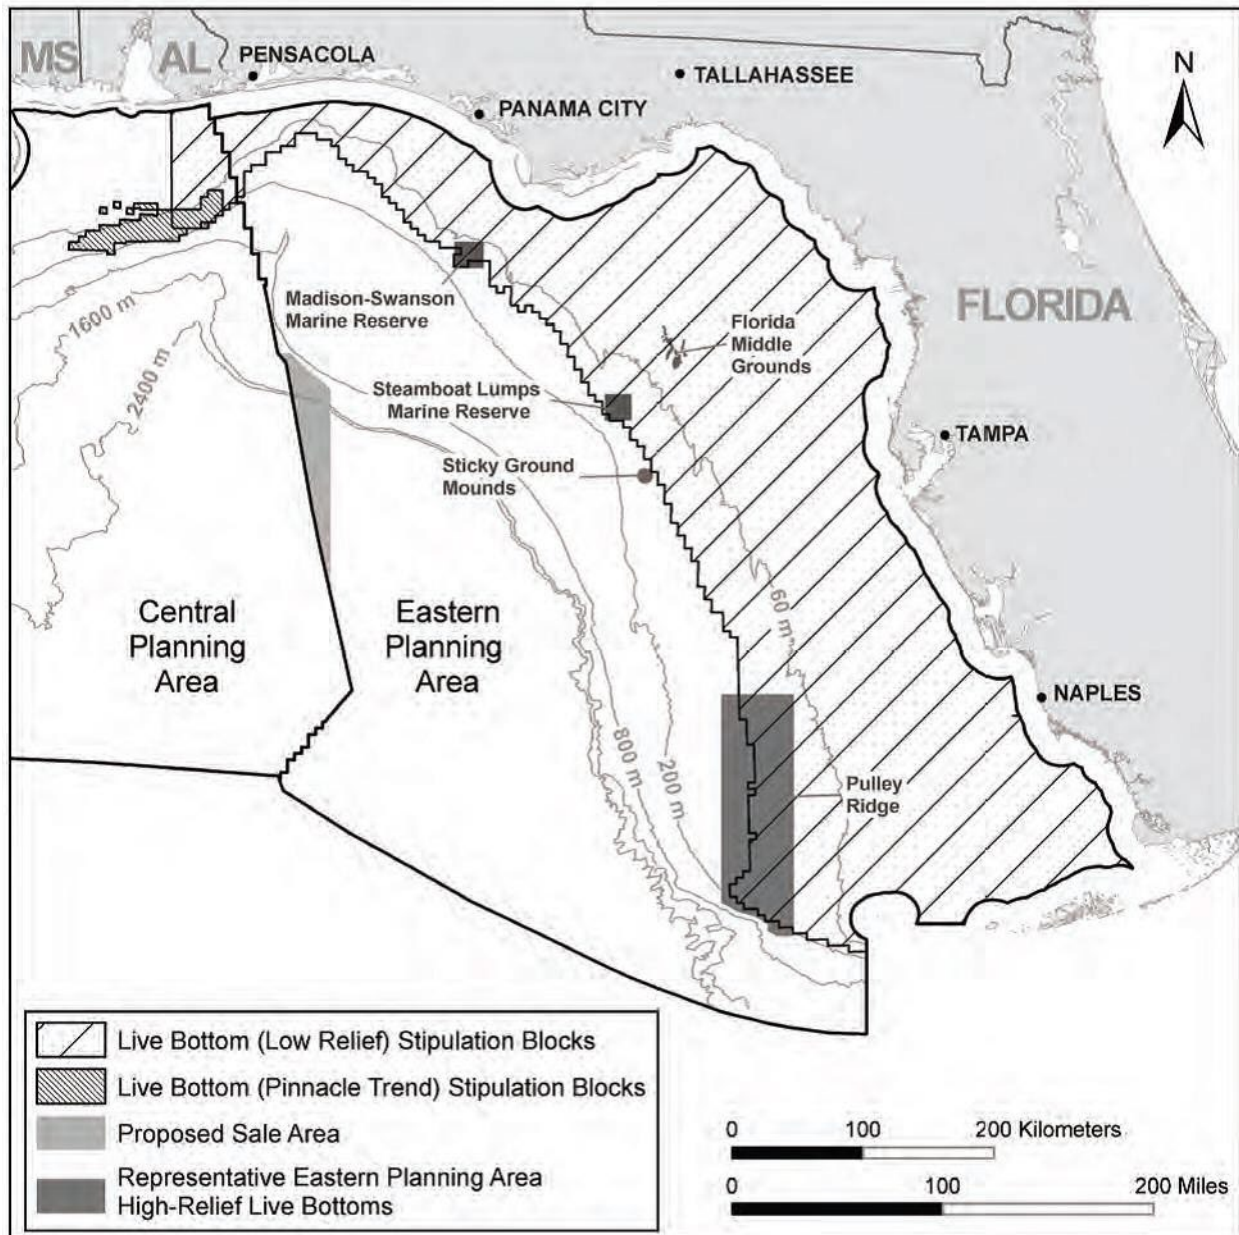 MS
AL
PENSACOLA
TALLAHASSEE
PANAMA CITY
N
Madison-Swanson
Marine Reserve
Florida
Middle
Grounds
FLORIDA
1600 m
2400 m
Steamboat Lumps
Marine Reserve
TAMPA
Sticky Ground
Mounds
Central
Planning
Area
Eastern
Planning
Area
60 m
NAPLES
800 m
200 m
Pulley
Ridge
Live Bottom (Low Relief) Stipulation Blocks
Live Bottom (Pinnacle Trend) Stipulation Blocks
Proposed Sale Area
Representative Eastern Planning Area
High-Relief Live Bottoms
0 100 200 Kilometers
0 100 200 Miles